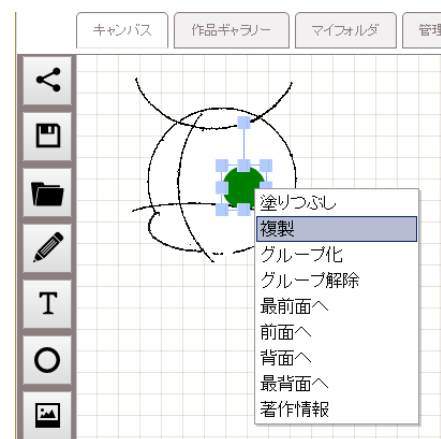 キャンバス
作品ギャラリー
マイフォルダ
管理
T
塗りつぶし
複製
グループ化
グループ解除
最前面へ
前面へ
背面へ
最背面へ
著作情報